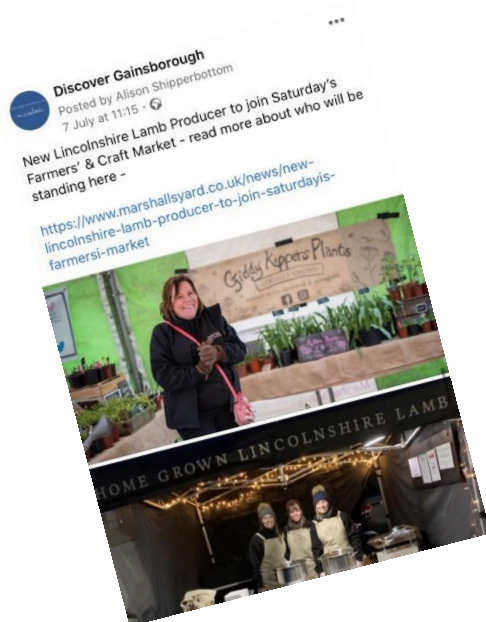 Discover Gainsborough
Posted by Alison Shipperbottom
7 July at 11:15 ·
New Lincolnshire Lamb Producer to join Saturday's
Farmers' & Craft Market - read more about who will be
standing here -
https://www.marshallsyard.co.uk/news/new-
lincolnshire-lamb-producer-to-join-saturdayis-
farmersi-market
Giddy Kippers Plants
HOME GROWN LINCOLNSHIRE LAMB